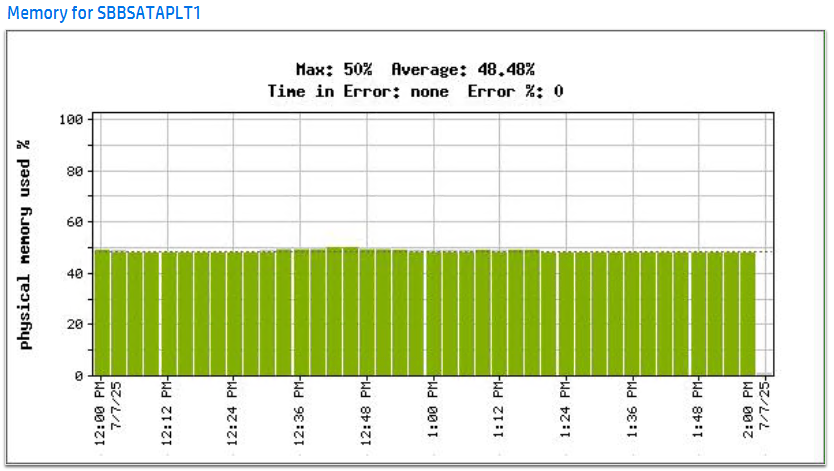 Memory for SBBSATAPLT1
Max: 50% Average: 48.48%
Time in Error: none Error %: 0
physical memory used %
100
80
60
40
20
0
12:00 PM
7/7/25
12:12 PM
12:24 PM
12:36 PM
12:48 PM
1:00 PM
1:12 PM
1:24 PM
1:36 PM
1:48 PM
2:00 PM
7/7/25